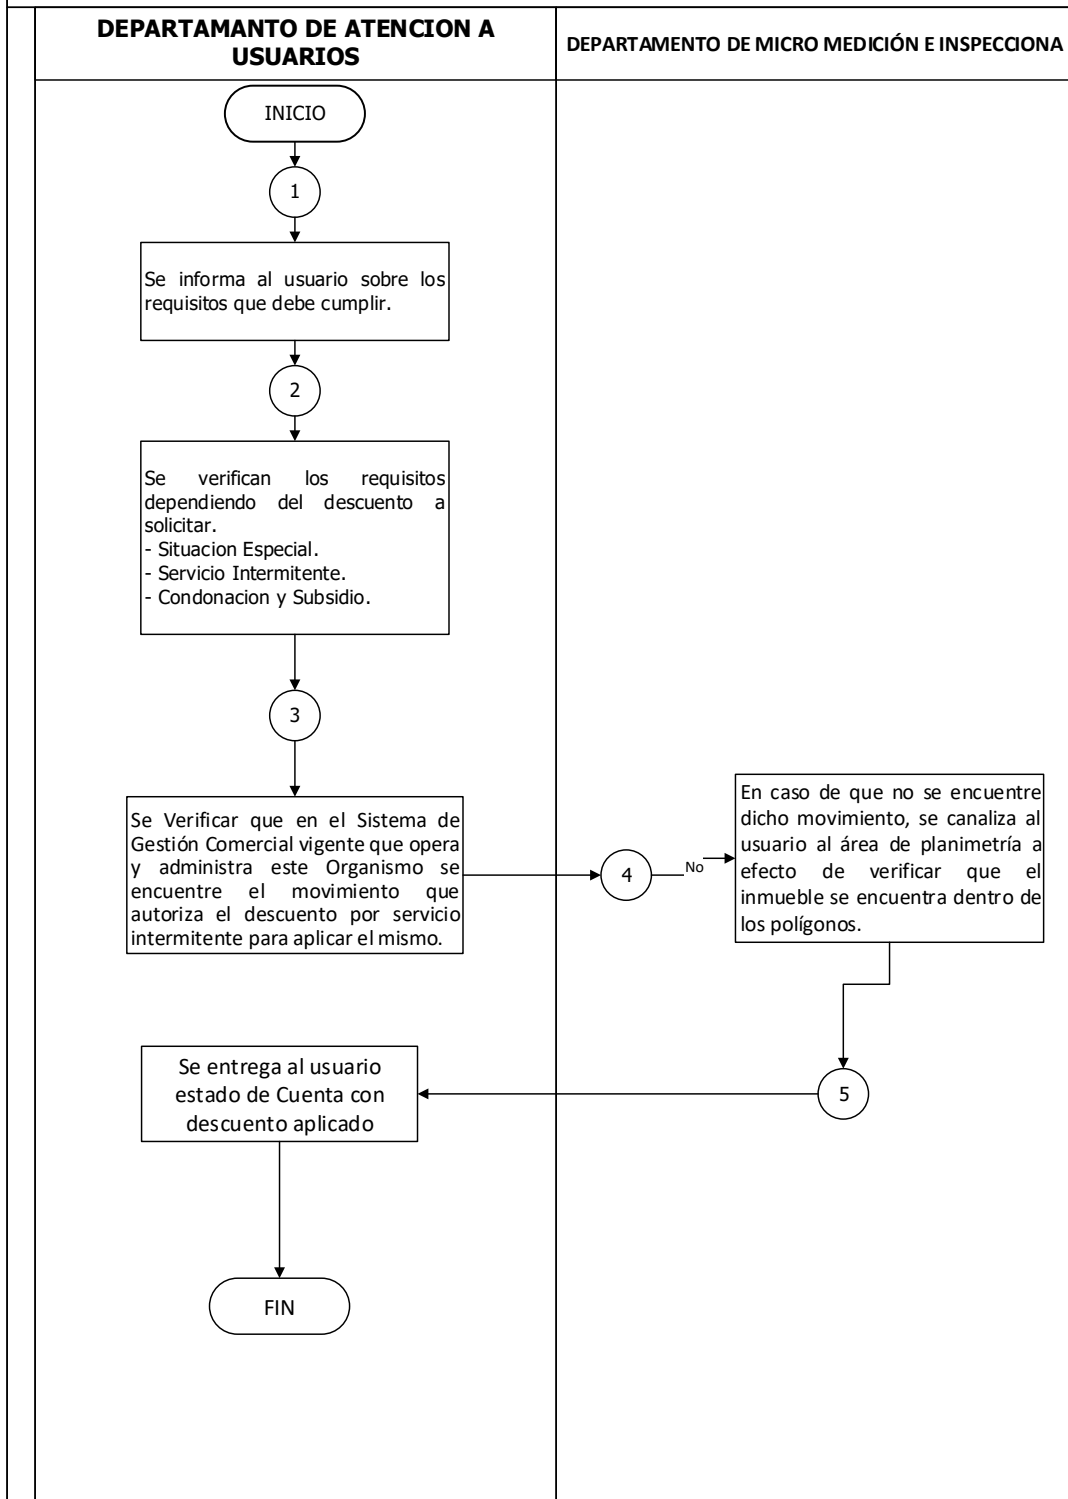 DEPARTAMANTO DE ATENCION A
USUARIOS
DEPARTAMENTO DE MICRO MEDICIÓN E INSPECCIONA
INICIO
1
Se informa al usuario sobre los
requisitos que debe cumplir.
2
Se verifican los requisitos
dependiendo del descuento a
solicitar.
- Situacion Especial.
- Servicio Intermitente.
- Condonacion y Subsidio.
3
Se Verificar que en el Sistema de
Gestión Comercial vigente que opera
y administra este Organismo se
encuentre el movimiento que
autoriza el descuento por servicio
intermitente para aplicar el mismo.
4
No
En caso de que no se encuentre
dicho movimiento, se canaliza al
usuario al área de planimetría a
efecto de verificar que el
inmueble se encuentra dentro de
los polígonos.
5
Se entrega al usuario
estado de Cuenta con
descuento aplicado
FIN